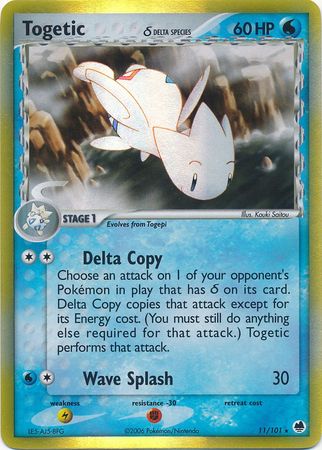 Togetic δ DELTA SPECIES 60 HP
Illus. Kouki Saitou
STAGE 1
Evolves from Togepi
Delta Copy
Choose an attack on 1 of your opponent's
Pokémon in play that has δ on its card.
Delta Copy copies that attack except for
its Energy cost. (You must still do anything
else required for that attack.) Togetic
performs that attack.
Wave Splash 30
weakness resistance -30 retreat cost
©2006 Pokémon/Nintendo 11/101 ★